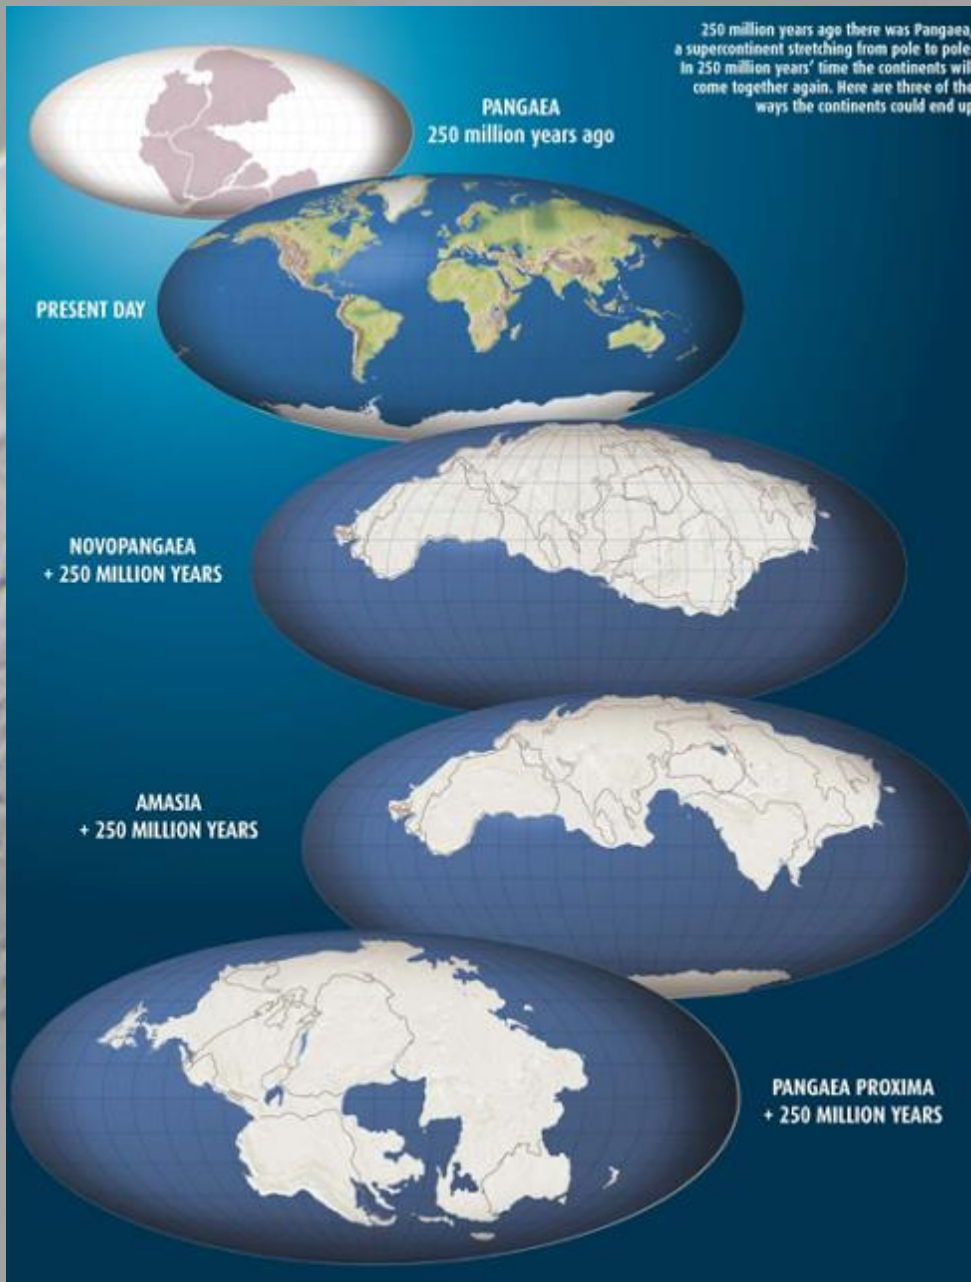 250 million years ago there was Pangaea,
a supercontinent stretching from pole to pole
In 250 million years' time the continents will
come together again. Here are three of the
ways the continents could end up
PANGAEA
250 million years ago
PRESENT DAY
NOVOPANGAEA
+ 250 MILLION YEARS
AMASIA
+ 250 MILLION YEARS
PANGAEA PROXIMA
+ 250 MILLION YEARS